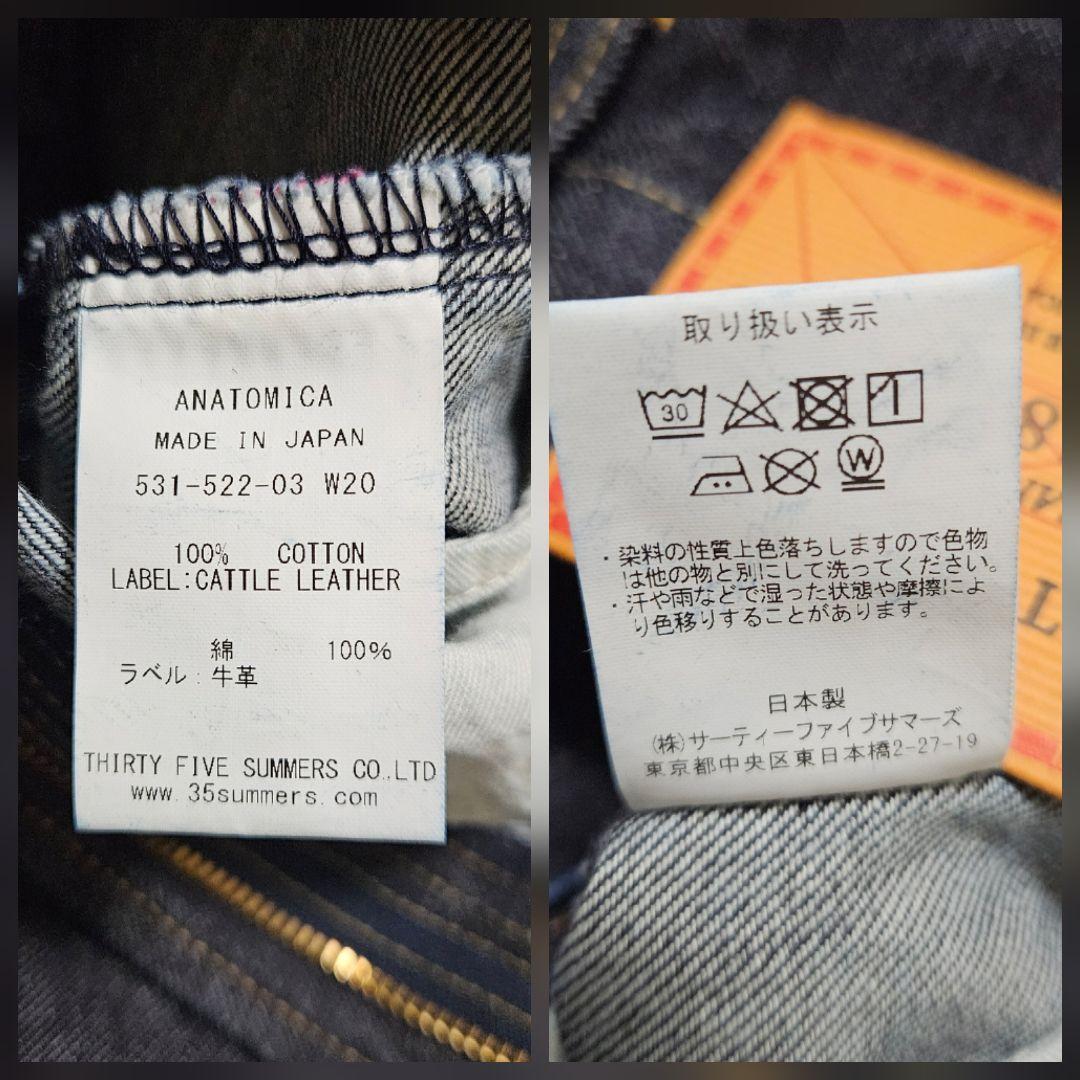 ANATOMICA
MADE IN JAPAN
531-522-03 W20
100% COTTON
LABEL:CATTLE LEATHER
綿 100%
ラベル:牛革
THIRTY FIVE SUMMERS CO.,LTD
www.35summers.com
取り扱い表示
30
W
・染料の性質上色落ちしますので色物
は他の物と別にして洗ってください。
・汗や雨などで湿った状態や摩擦によ
り色移りすることがあります。
日本製
(株)サーティーファイブサマーズ
東京都中央区東日本橋2-27-19